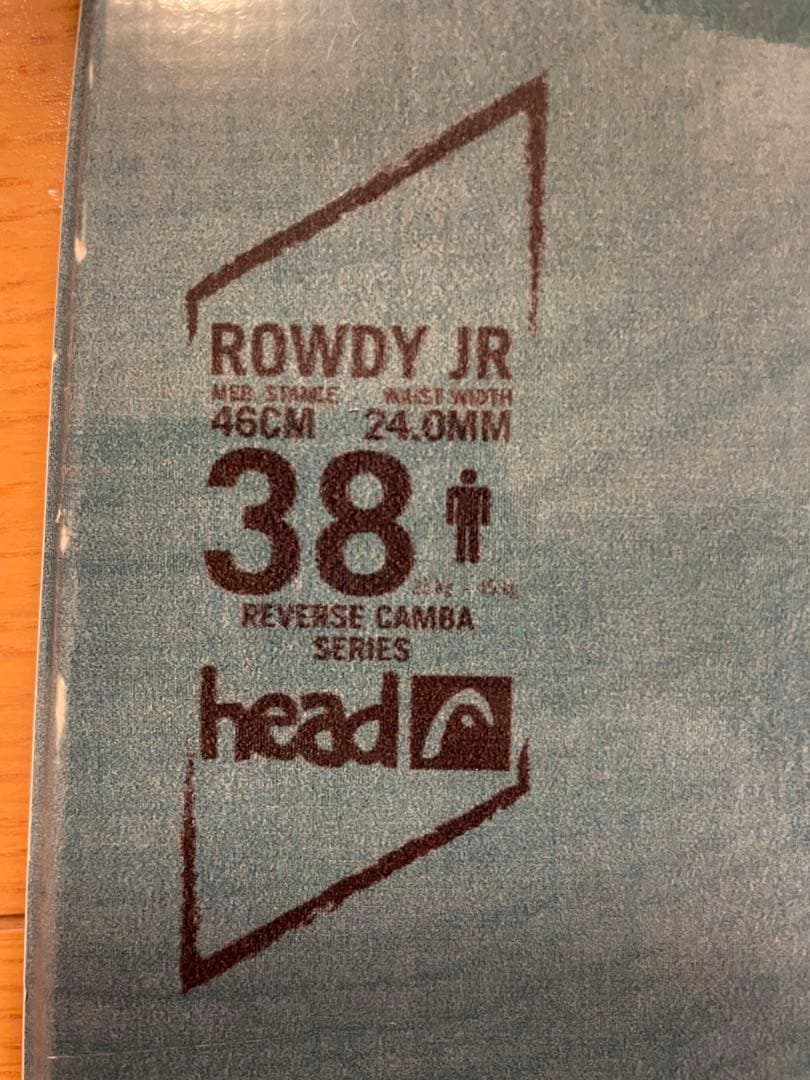 ROWDY JR
MED. STANCE WAIST WIDTH
46CM 24.0MM
38
REVERSE CAMBA
SERIES
head